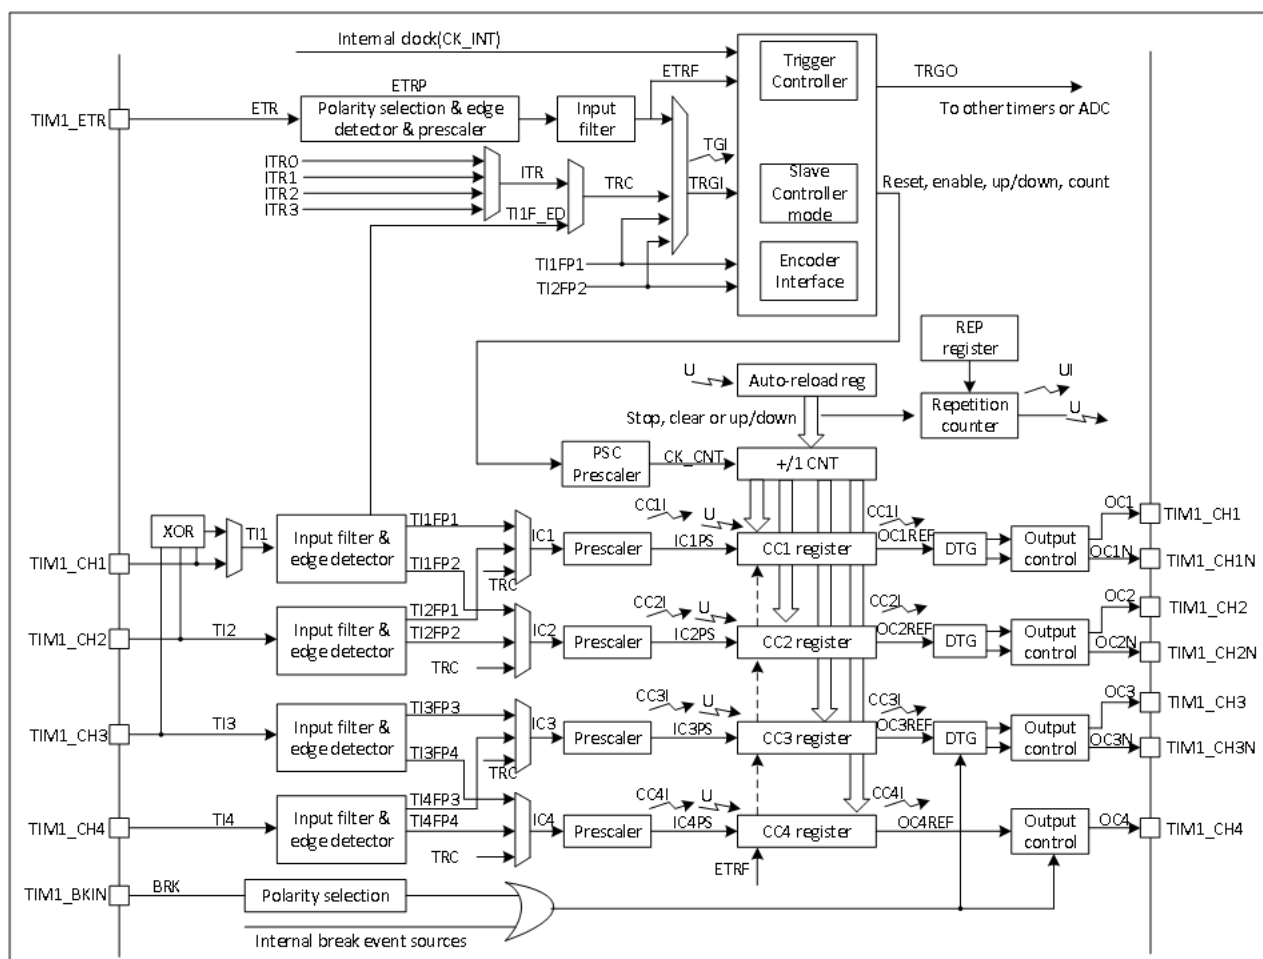 Internal clock(CK_INT)
Trigger
Controller
TRGO
To other timers or ADC
ETRF
ETRP
ETR
Polarity selection & edge
detector & prescaler
Input
filter
TIM1_ETR
TGI
ITR0
ITR1
ITR2
ITR3
ITR
TRC
TRGI
Slave
Controller
mode
Reset, enable, up/down, count
TI1F_ED
TI1FP1
TI2FP2
Encoder
Interface
REP
register
U
Auto-reload reg
UI
Repetition
counter
U
Stop, clear or up/down
PSC
Prescaler
CK_CNT
+/1 CNT
XOR
TI1
Input filter &
edge detector
TI1FP1
TI1FP2
TRC
IC1
Prescaler
CC1I
U
IC1PS
CC1 register
CC1I
OC1REF
DTG
Output
control
OC1
OC1N
TIM1_CH1
TIM1_CH1N
TIM1_CH1
TIM1_CH2
TI2
Input filter &
edge detector
TI2FP1
TI2FP2
TRC
IC2
Prescaler
CC2I
U
IC2PS
CC2 register
CC2I
OC2REF
DTG
Output
control
OC2
OC2N
TIM1_CH2
TIM1_CH2N
TIM1_CH3
TI3
Input filter &
edge detector
TI3FP3
TI3FP4
TRC
IC3
Prescaler
CC3I
U
IC3PS
CC3 register
CC3I
OC3REF
DTG
Output
control
OC3
OC3N
TIM1_CH3
TIM1_CH3N
TIM1_CH4
TI4
Input filter &
edge detector
TI4FP3
TI4FP4
TRC
IC4
Prescaler
CC4I
U
IC4PS
CC4 register
CC4I
OC4REF
Output
control
OC4
TIM1_CH4
ETRF
TIM1_BKIN
BRK
Polarity selection
Internal break event sources